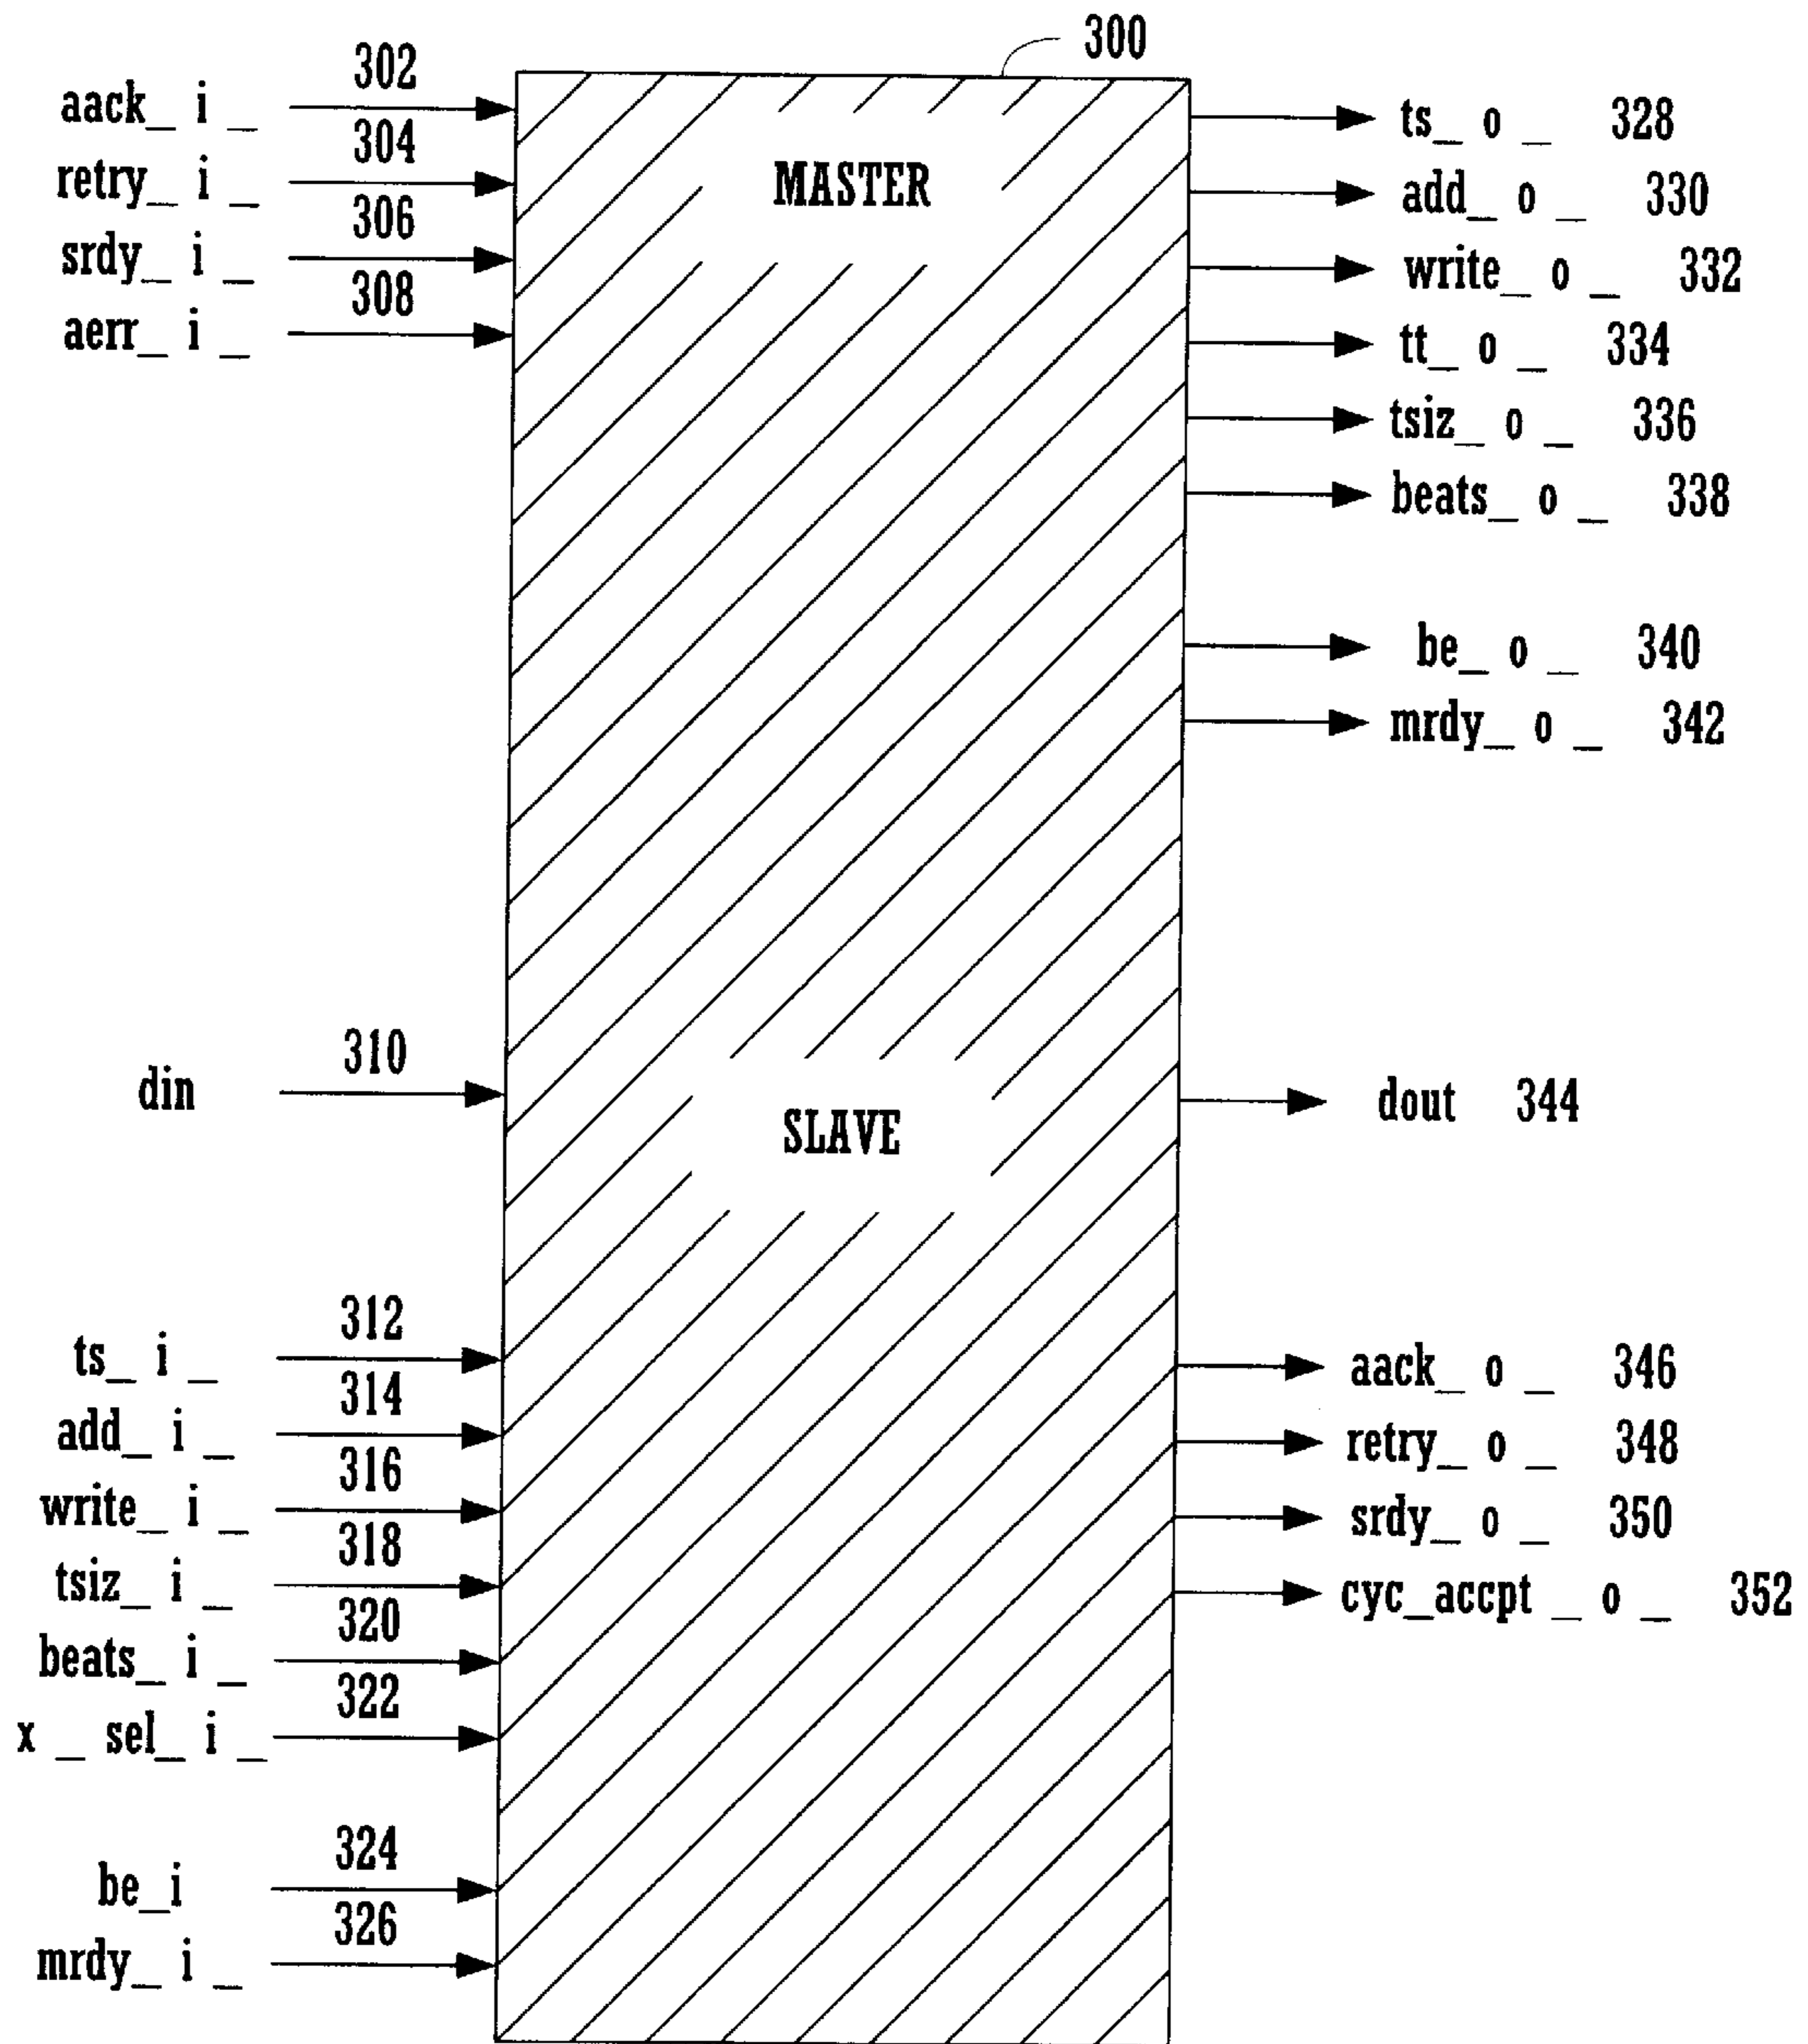 300
302
aack_ i _
ts_ o _ 328
304
retry_ i _
MASTER
add_ o _ 330
306
srdy_ i _
write_ o _ 332
308
aerr_ i _
tt_ o _ 334
tsiz_ o _ 336
beats_ o _ 338
be_ o _ 340
mrdy_ o _ 342
310
din
SLAVE
dout 344
312
ts_ i _
aack_ o _ 346
314
add_ i _
retry_ o _ 348
316
write_ i _
srdy_ o _ 350
318
tsiz_ i _
cyc_accpt _ o _ 352
320
beats_ i _
322
x _ sel_ i _
324
be_i
326
mrdy_ i _